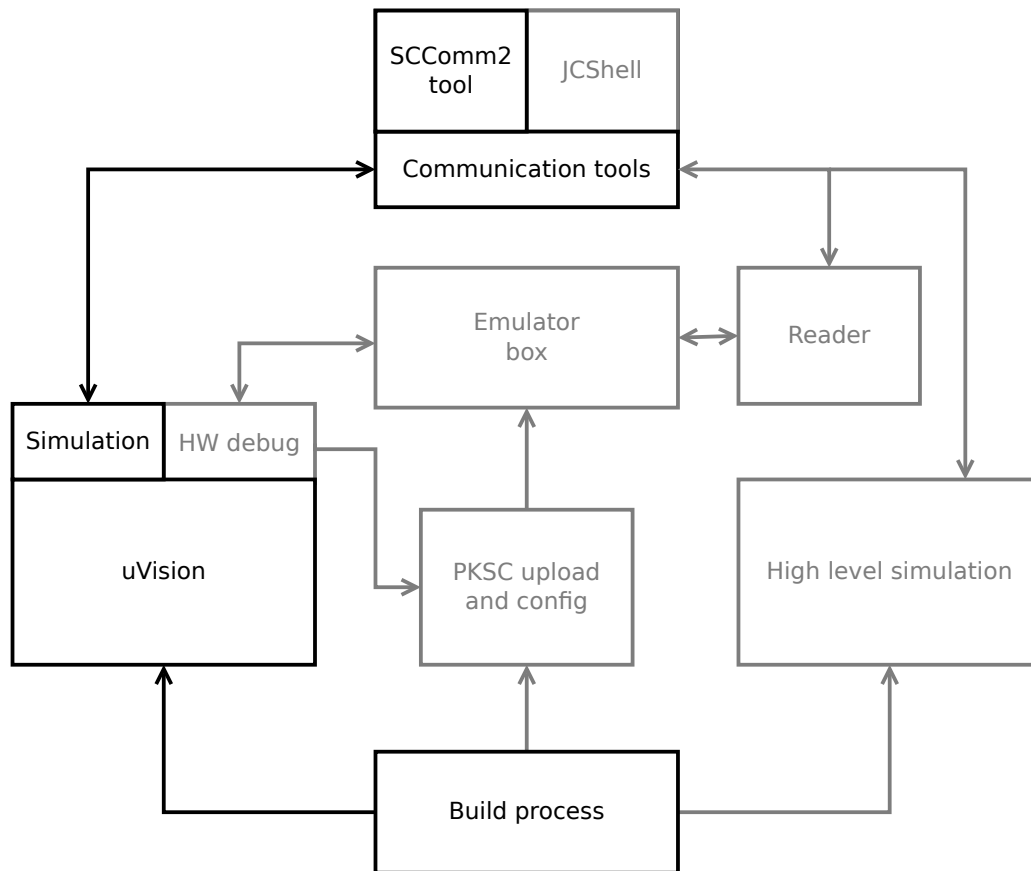 SCComm2
tool
JCShell
Communication tools
Emulator
box
Reader
Simulation
HW debug
uVision
PKSC upload
and config
High level simulation
Build process